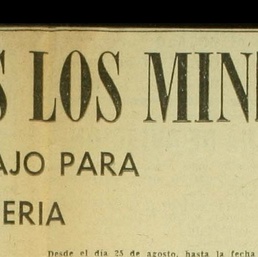 S LOS MIN
AJO PARA
ERIA
Desde el día 25 de agosto, hasta la fecha